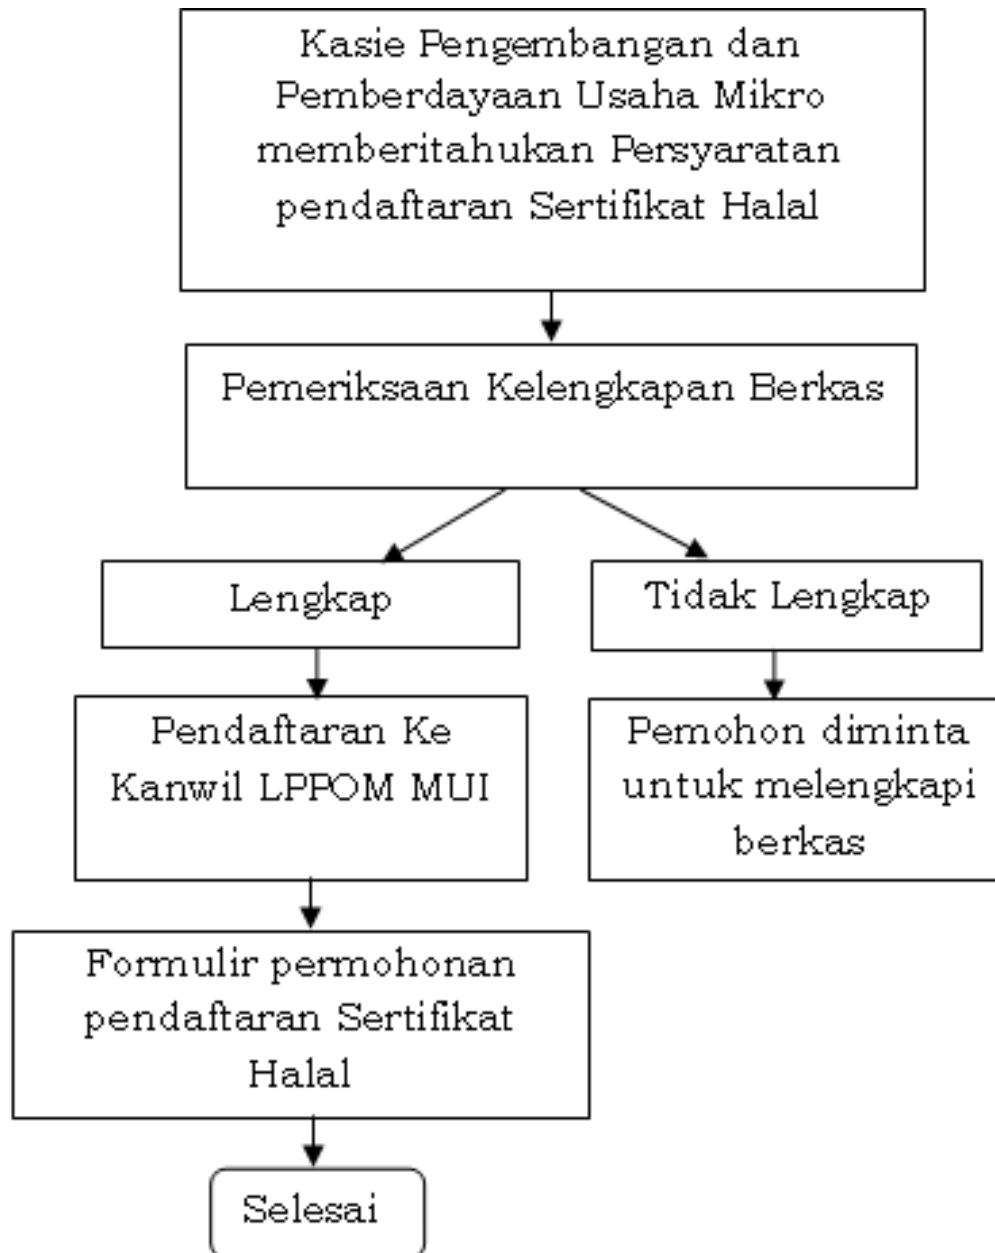 Kasie Pengembangan dan
Pemberdayaan Usaha Mikro
memberitahukan Persyaratan
pendaftaran Sertifikat Halal
Pemeriksaan Kelengkapan Berkas
Lengkap
Tidak Lengkap
Pendaftaran Ke
Kanwil LPPOM MUI
Pemohon diminta
untuk melengkapi
berkas
Formulir permohonan
pendaftaran Sertifikat
Halal
Selesai